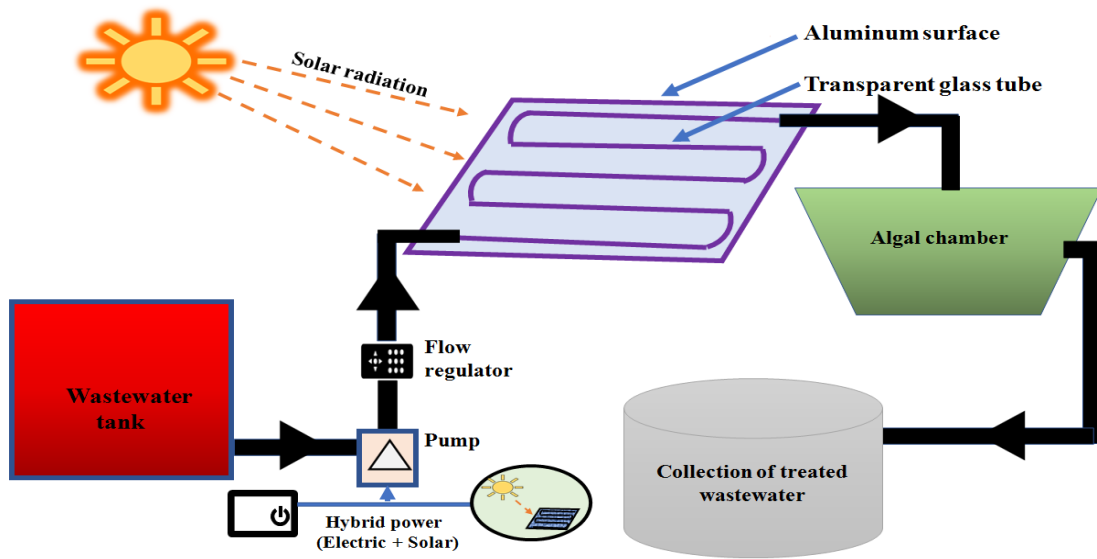 Solar radiation
Aluminum surface
Transparent glass tube
Algal chamber
Flow
regulator
Wastewater
tank
Pump
Collection of treated
wastewater
Hybrid power
(Electric + Solar)